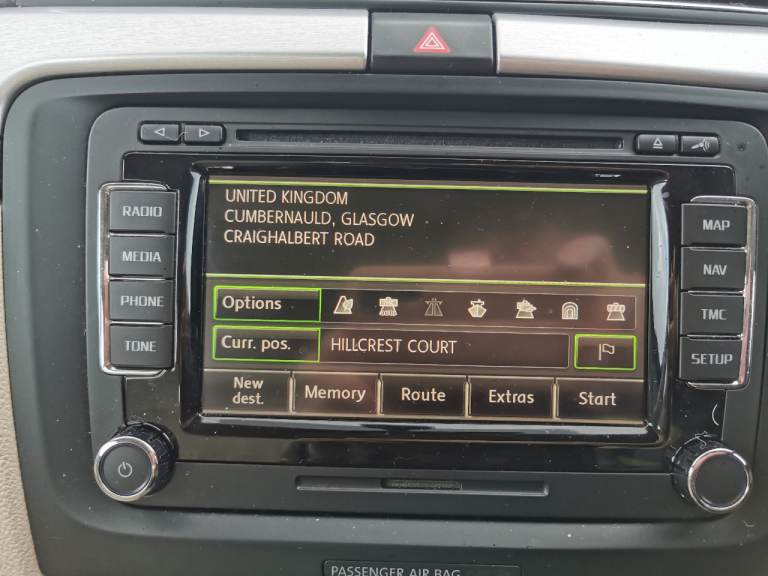 RADIO
MEDIA
PHONE
TONE
UNITED KINGDOM
CUMBERNAULD, GLASGOW
CRAIGHALBERT ROAD
Options
Curr. pos. HILLCREST COURT
New dest. Memory Route Extras Start
MAP
NAV
TMC
SETUP
PASSENGER AIR BAG